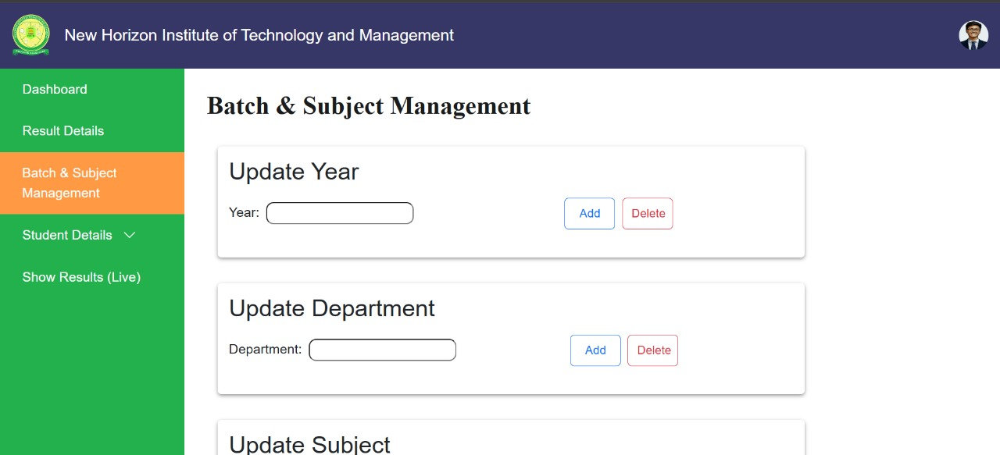 New Horizon Institute of Technology and Management
Dashboard
Result Details
Batch & Subject
Management
Student Details
Show Results (Live)
Batch & Subject Management
Update Year
Year:
Add
Delete
Update Department
Department:
Add
Delete
Update Subject